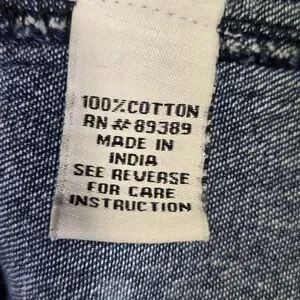 100%COTTON
RN#89389
MADE IN
INDIA
SEE REVERSE
FOR CARE
INSTRUCTION